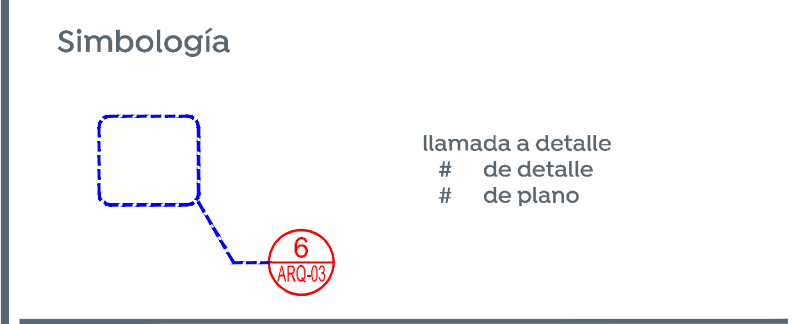 Simbología
llamada a detalle
# de detalle
# de plano
6
ARQ-03